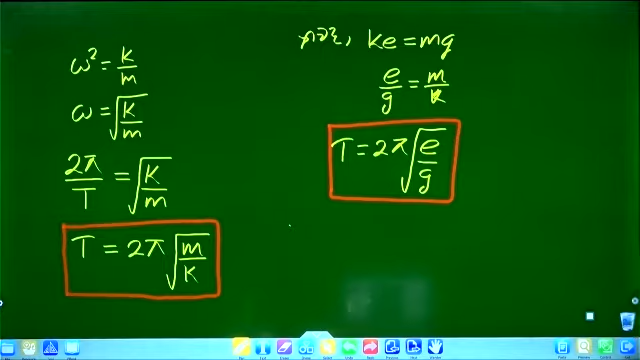 ω² = k/m
ω = √(k/m)
2π/T = √(k/m)
T = 2π √(m/k)
ke = mg
e/g = m/k
T = 2π √(e/g)